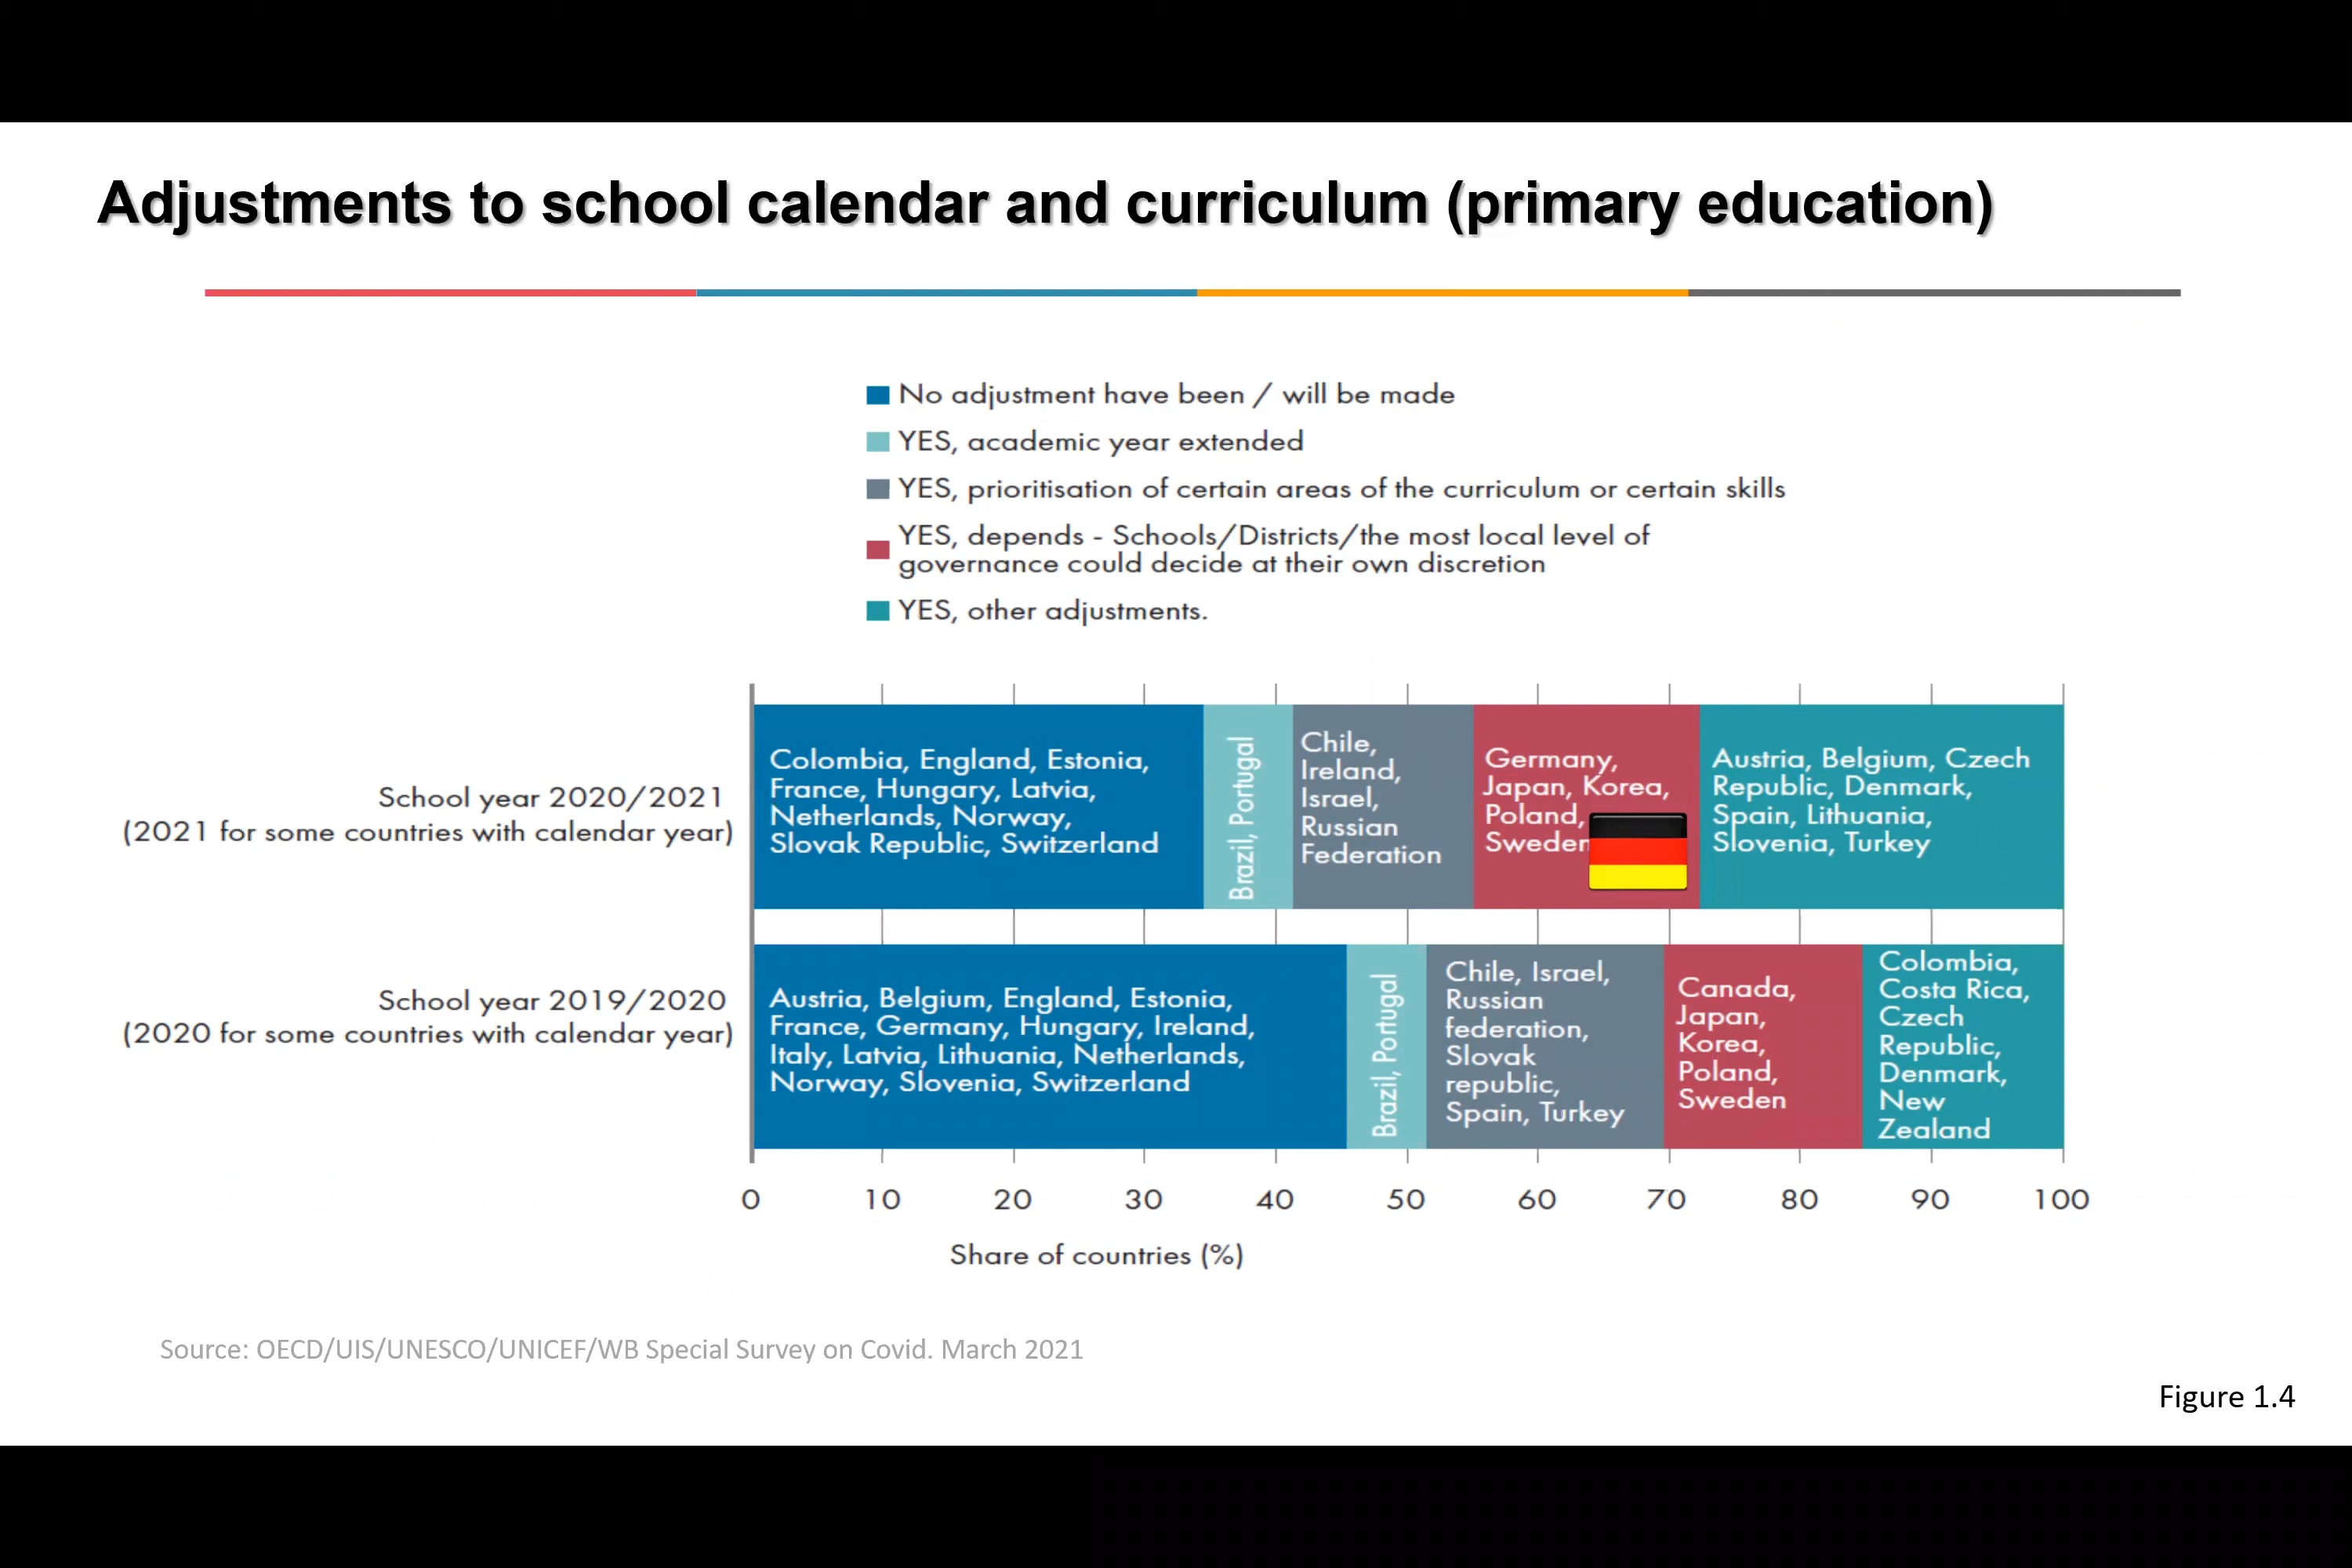 Adjustments to school calendar and curriculum (primary education)
No adjustment have been / will be made
YES, academic year extended
YES, prioritisation of certain areas of the curriculum or certain skills
YES, depends - Schools/Districts/the most local level of
governance could decide at their own discretion
YES, other adjustments.
School year 2020/2021
(2021 for some countries with calendar year)
Colombia, England, Estonia,
France, Hungary, Latvia,
Netherlands, Norway,
Slovak Republic, Switzerland
Brazil, Portugal
Chile,
Ireland,
Israel,
Russian
Federation
Germany,
Japan, Korea,
Poland,
Sweden
Austria, Belgium, Czech
Republic, Denmark,
Spain, Lithuania,
Slovenia, Turkey
School year 2019/2020
(2020 for some countries with calendar year)
Austria, Belgium, England, Estonia,
France, Germany, Hungary, Ireland,
Italy, Latvia, Lithuania, Netherlands,
Norway, Slovenia, Switzerland
Brazil, Portugal
Chile, Israel,
Russian
federation,
Slovak
republic,
Spain, Turkey
Canada,
Japan,
Korea,
Poland,
Sweden
Colombia,
Costa Rica,
Czech
Republic,
Denmark,
New
Zealand
0 10 20 30 40 50 60 70 80 90 100
Share of countries (%)
Source: OECD/UIS/UNESCO/UNICEF/WB Special Survey on Covid. March 2021
Figure 1.4